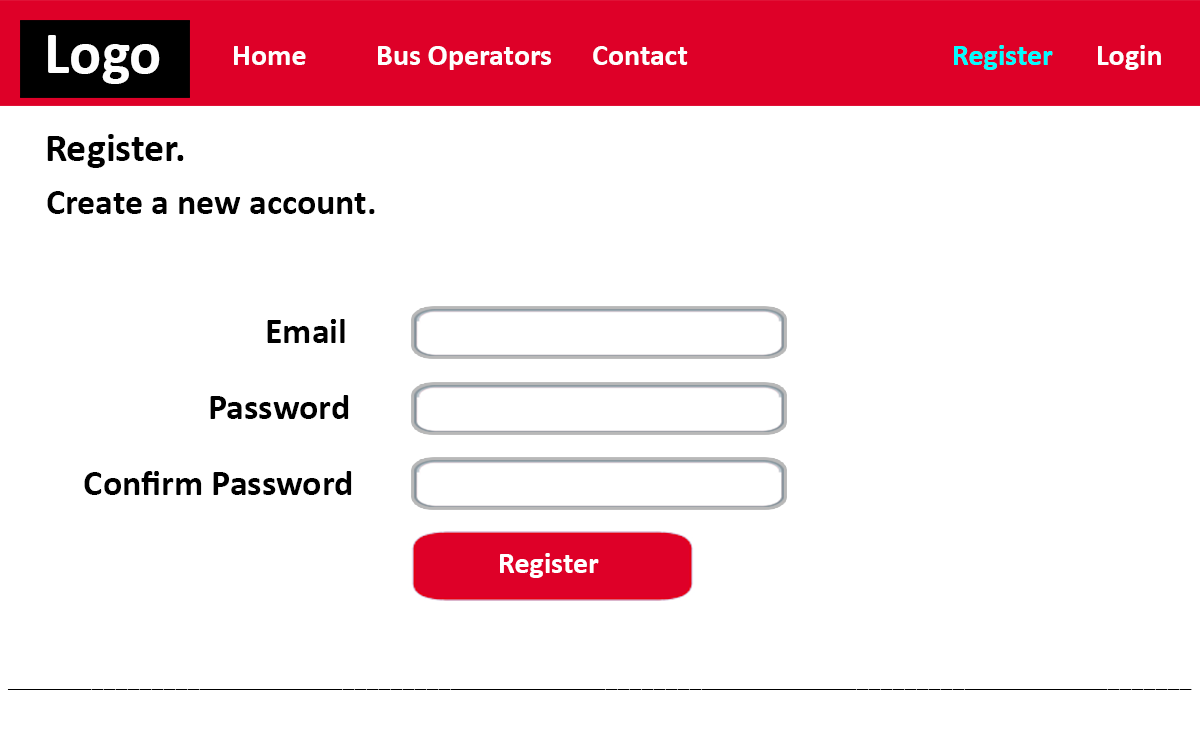 Logo Home Bus Operators Contact Register Login
Register.
Create a new account.
Email
Password
Confirm Password
Register